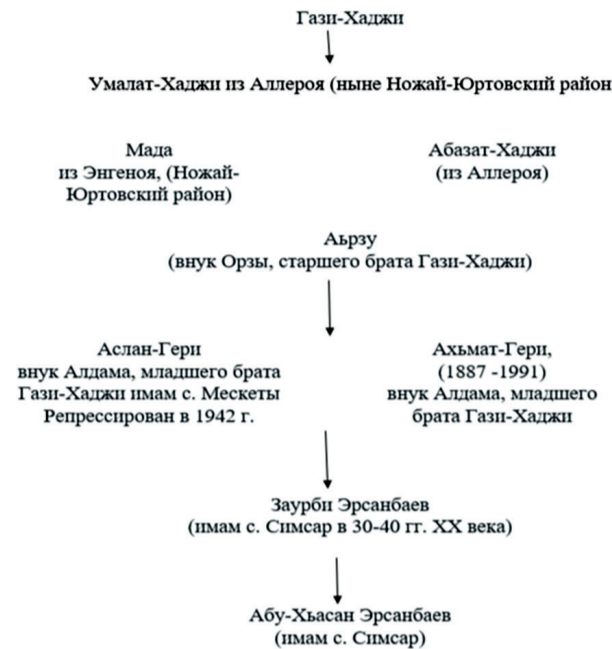 Гази-Хаджи
Умалат-Хаджи из Аллероя (ныне Ножай-Юртовский район
Мада
из Энгеноя, (Ножай-
Юртовский район)
Абазат-Хаджи
(из Аллероя)
Аьрзу
(внук Орзы, старшего брата Гази-Хаджи)
Аслан-Гери
внук Алдама, младшего брата
Гази-Хаджи имам с. Мескеты
Репрессирован в 1942 г.
Ахьмат-Гери,
(1887 -1991)
внук Алдама, младшего
брата Гази-Хаджи
Заурби Эрсанбаев
(имам с. Симсар в 30-40 гг. XX века)
Абу-Хьасан Эрсанбаев
(имам с. Симсар)